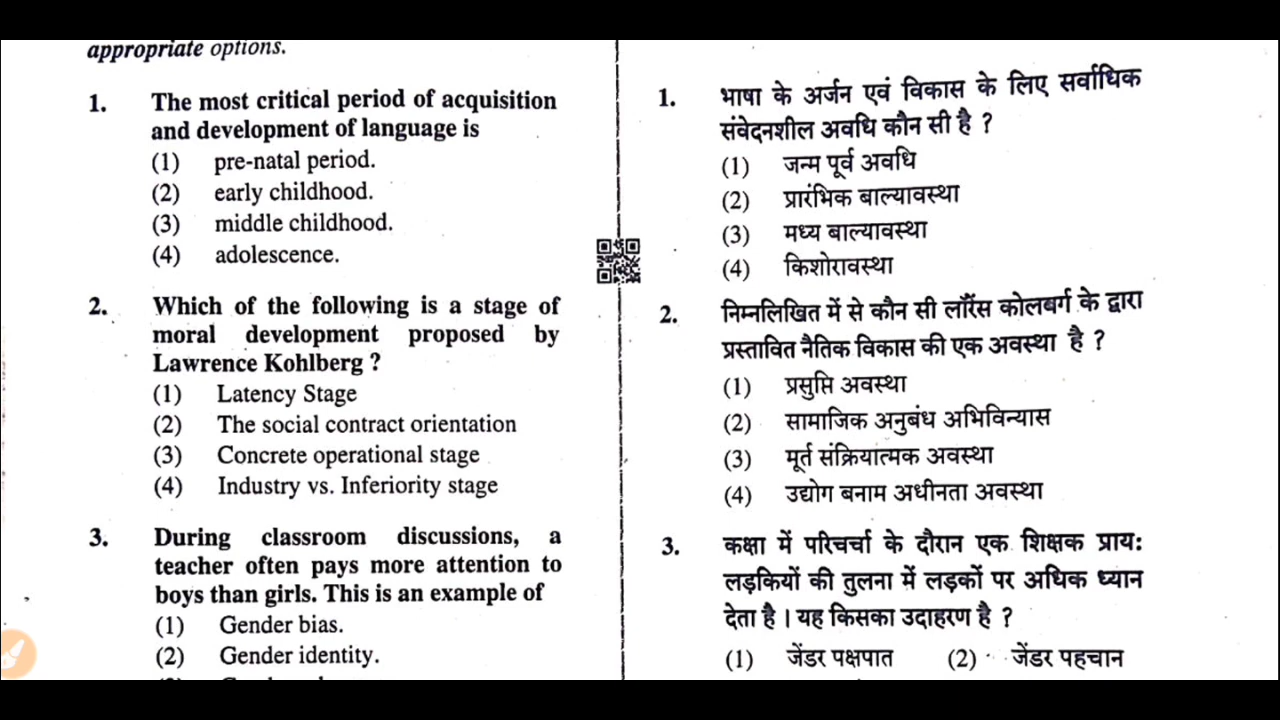 appropriate options.
1. The most critical period of acquisition
and development of language is
(1) pre-natal period.
(2) early childhood.
(3) middle childhood.
(4) adolescence.
2. Which of the following is a stage of
moral development proposed by
Lawrence Kohlberg ?
(1) Latency Stage
(2) The social contract orientation
(3) Concrete operational stage
(4) Industry vs. Inferiority stage
3. During classroom discussions, a
teacher often pays more attention to
boys than girls. This is an example of
(1) Gender bias.
(2) Gender identity.
1. भाषा के अर्जन एवं विकास के लिए सर्वाधिक
संवेदनशील अवधि कौन सी है ?
(1) जन्म पूर्व अवधि
(2) प्रारंभिक बाल्यावस्था
(3) मध्य बाल्यावस्था
(4) किशोरावस्था
2. निम्नलिखित में से कौन सी लॉरेंस कोलबर्ग के द्वारा
प्रस्तावित नैतिक विकास की एक अवस्था है ?
(1) प्रसुप्ति अवस्था
(2) सामाजिक अनुबंध अभिविन्यास
(3) मूर्त संक्रियात्मक अवस्था
(4) उद्योग बनाम अधीनता अवस्था
3. कक्षा में परिचर्चा के दौरान एक शिक्षक प्राय:
लड़कियों की तुलना में लड़कों पर अधिक ध्यान
देता है । यह किसका उदाहरण है ?
(1) जेंडर पक्षपात (2) जेंडर पहचान